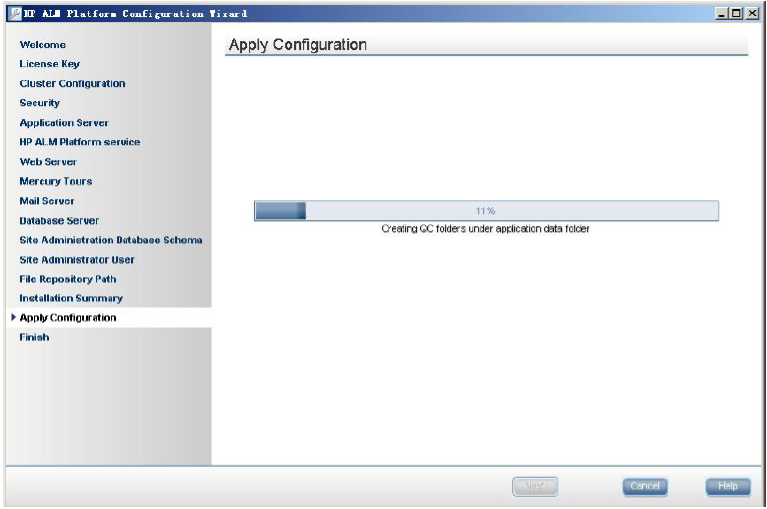 HP ALM Platform Configuration Wizard
Welcome
License Key
Cluster Configuration
Security
Application Server
HP ALM Platform service
Web Server
Mercury Tours
Mail Server
Database Server
Site Administration Database Schema
Site Administrator User
File Repository Path
Installation Summary
Apply Configuration
Finish
Apply Configuration
11%
Creating QC folders under application data folder
Next
Cancel
Help